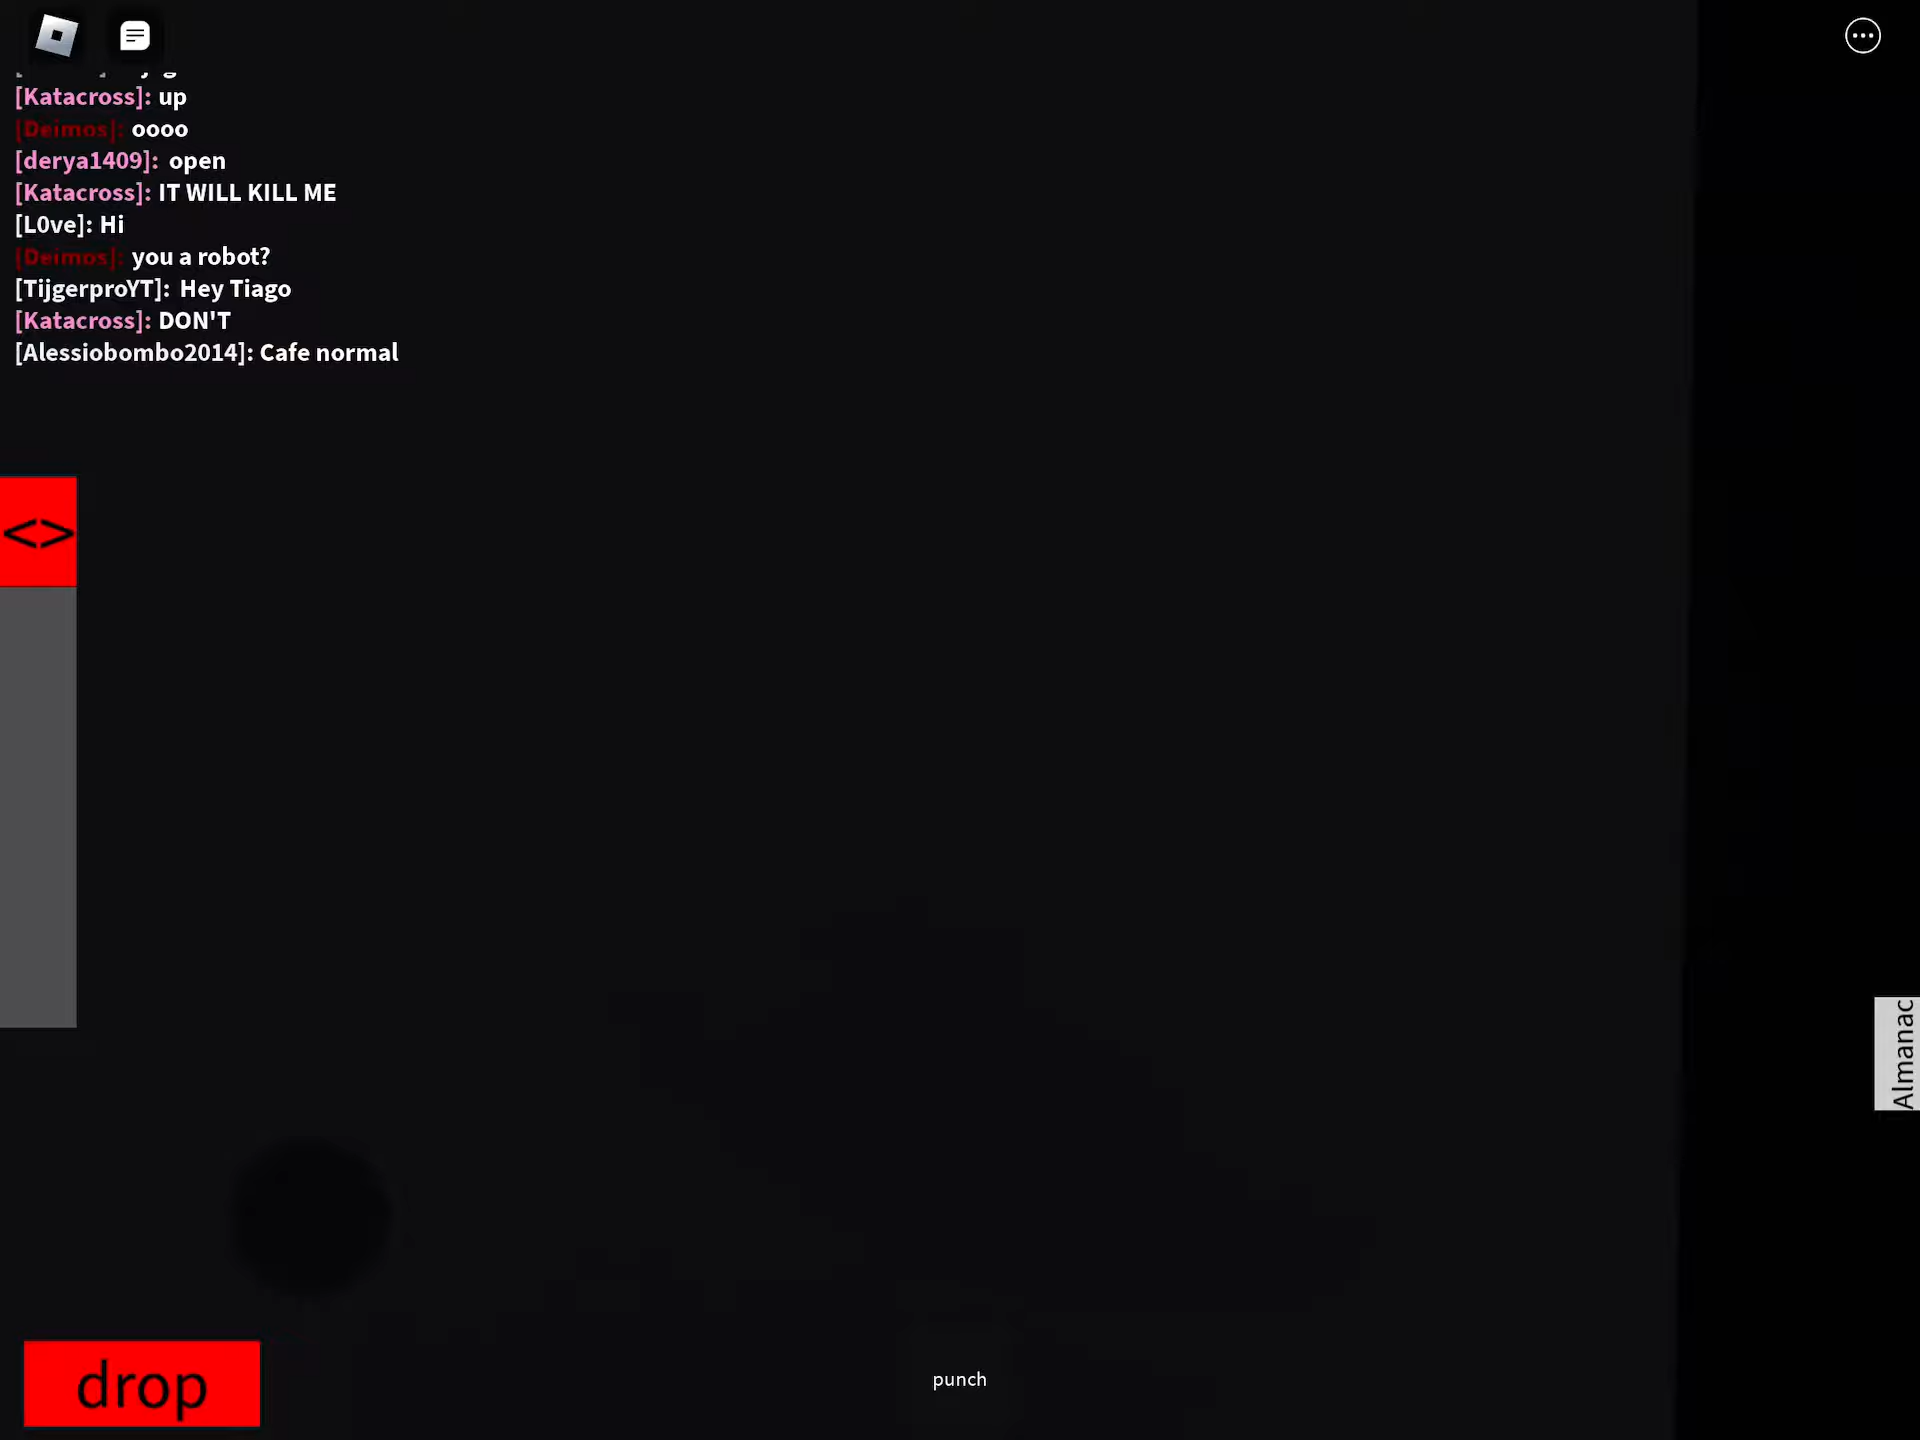 [Katacross]: up
[Deimos]: oooo
[derya1409]: open
[Katacross]: IT WILL KILL ME
[L0ve]: Hi
[Deimos]: you a robot?
[TijgerproYT]: Hey Tiago
[Katacross]: DON'T
[Alessiobombo2014]: Cafe normal
<>
Almanac
drop
punch